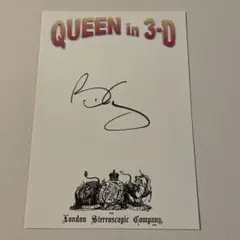 QUEEN in 3-D
London Stereoscopic Company.